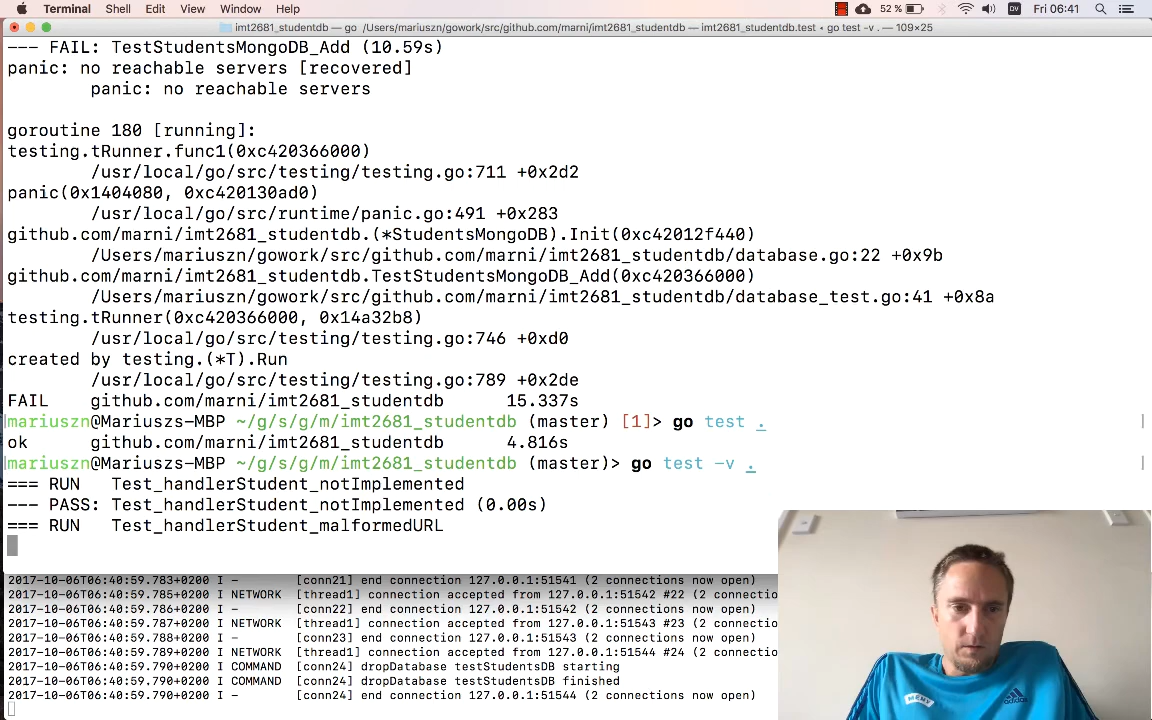 Terminal Shell Edit View Window Help 52 % DV Fri 06:41
imt2681_studentdb — go /Users/mariuszn/gowork/src/github.com/marni/imt2681_studentdb — imt2681_studentdb.test ◂ go test -v . — 109×25
--- FAIL: TestStudentsMongoDB_Add (10.59s)
panic: no reachable servers [recovered]
panic: no reachable servers
goroutine 180 [running]:
testing.tRunner.func1(0xc420366000)
/usr/local/go/src/testing/testing.go:711 +0x2d2
panic(0x1404080, 0xc420130ad0)
/usr/local/go/src/runtime/panic.go:491 +0x283
github.com/marni/imt2681_studentdb.(*StudentsMongoDB).Init(0xc42012f440)
/Users/mariuszn/gowork/src/github.com/marni/imt2681_studentdb/database.go:22 +0x9b
github.com/marni/imt2681_studentdb.TestStudentsMongoDB_Add(0xc420366000)
/Users/mariuszn/gowork/src/github.com/marni/imt2681_studentdb/database_test.go:41 +0x8a
testing.tRunner(0xc420366000, 0x14a32b8)
/usr/local/go/src/testing/testing.go:746 +0xd0
created by testing.(*T).Run
/usr/local/go/src/testing/testing.go:789 +0x2de
FAIL github.com/marni/imt2681_studentdb 15.337s
mariuszn@Mariuszs-MBP ~/g/s/g/m/imt2681_studentdb (master) [1]> go test .
ok github.com/marni/imt2681_studentdb 4.816s
mariuszn@Mariuszs-MBP ~/g/s/g/m/imt2681_studentdb (master)> go test -v .
=== RUN Test_handlerStudent_notImplemented
--- PASS: Test_handlerStudent_notImplemented (0.00s)
=== RUN Test_handlerStudent_malformedURL
2017-10-06T06:40:59.783+0200 I - [conn21] end connection 127.0.0.1:51541 (2 connections now open)
2017-10-06T06:40:59.785+0200 I NETWORK [thread1] connection accepted from 127.0.0.1:51542 #22 (2 connectio
2017-10-06T06:40:59.786+0200 I - [conn22] end connection 127.0.0.1:51542 (2 connections now open)
2017-10-06T06:40:59.787+0200 I NETWORK [thread1] connection accepted from 127.0.0.1:51543 #23 (2 connectio
2017-10-06T06:40:59.788+0200 I - [conn23] end connection 127.0.0.1:51543 (2 connections now open)
2017-10-06T06:40:59.789+0200 I NETWORK [thread1] connection accepted from 127.0.0.1:51544 #24 (2 connectio
2017-10-06T06:40:59.790+0200 I COMMAND [conn24] dropDatabase testStudentsDB starting
2017-10-06T06:40:59.790+0200 I COMMAND [conn24] dropDatabase testStudentsDB finished
2017-10-06T06:40:59.790+0200 I - [conn24] end connection 127.0.0.1:51544 (2 connections now open)
adidas